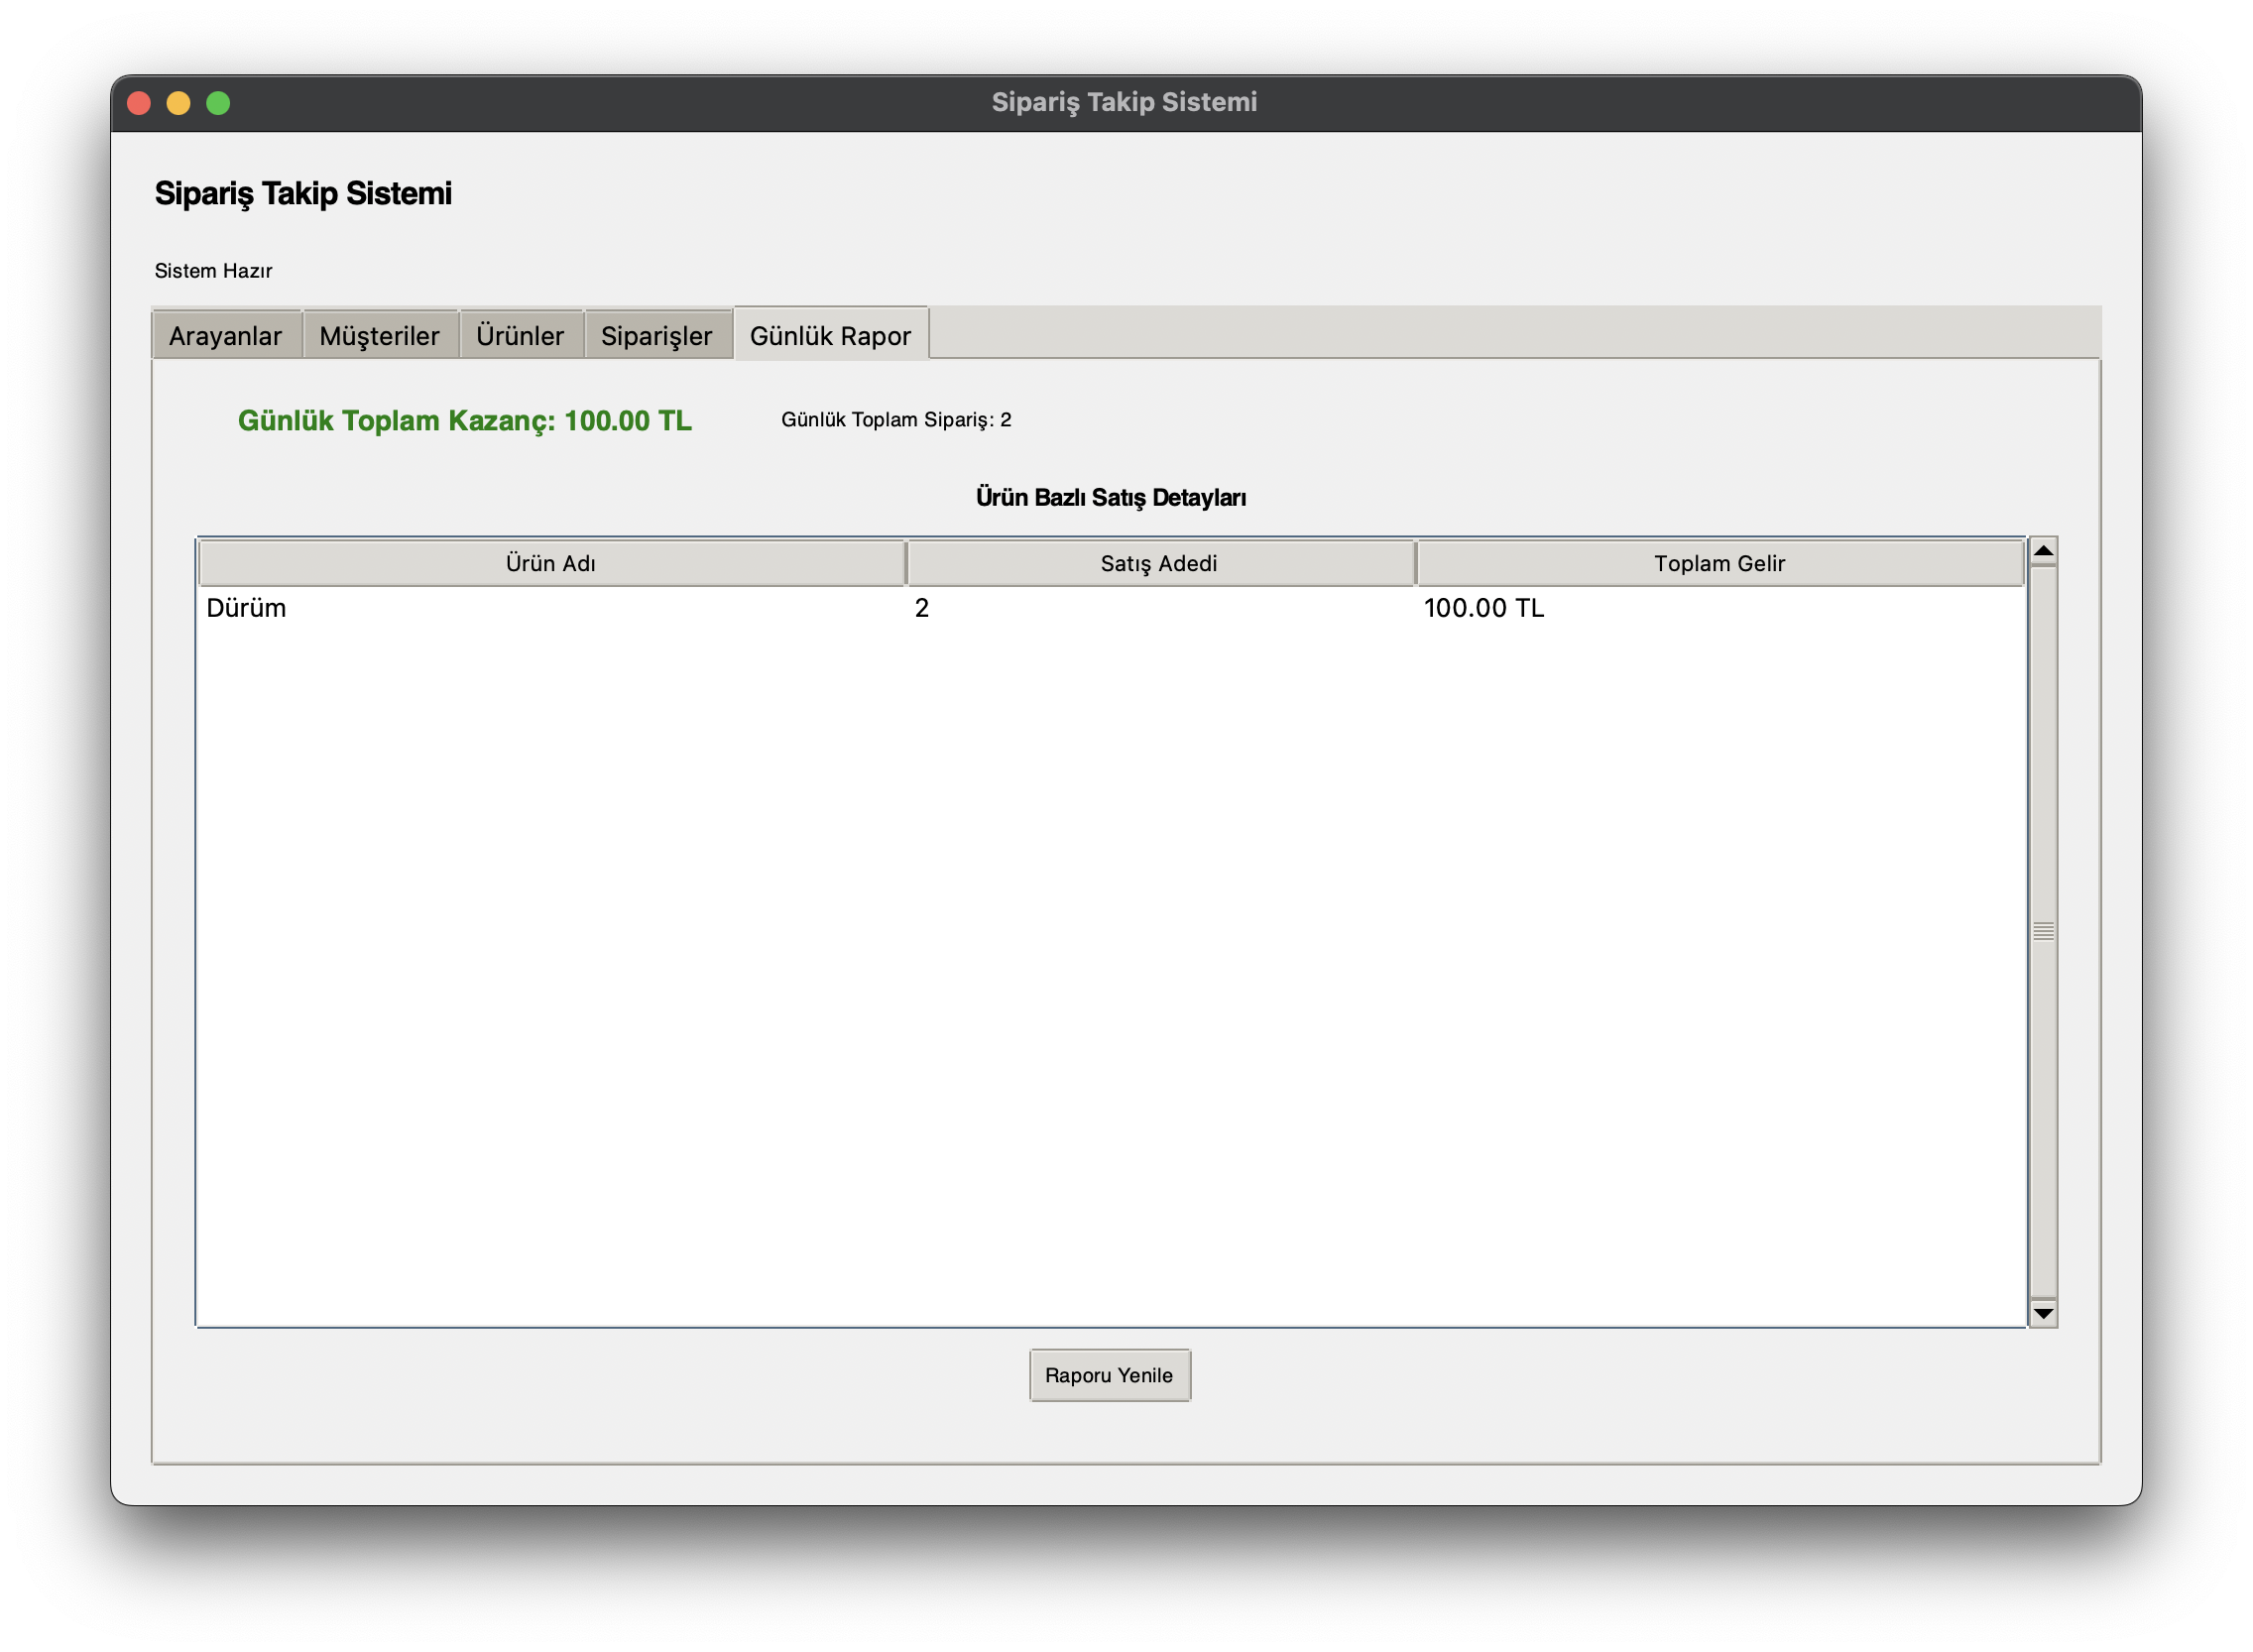 Sipariş Takip Sistemi
Sipariş Takip Sistemi
Sistem Hazır
Arayanlar Müşteriler Ürünler Siparişler Günlük Rapor
Günlük Toplam Kazanç: 100.00 TL Günlük Toplam Sipariş: 2
Ürün Bazlı Satış Detayları
Ürün Adı Satış Adedi Toplam Gelir
Dürüm 2 100.00 TL
Raporu Yenile